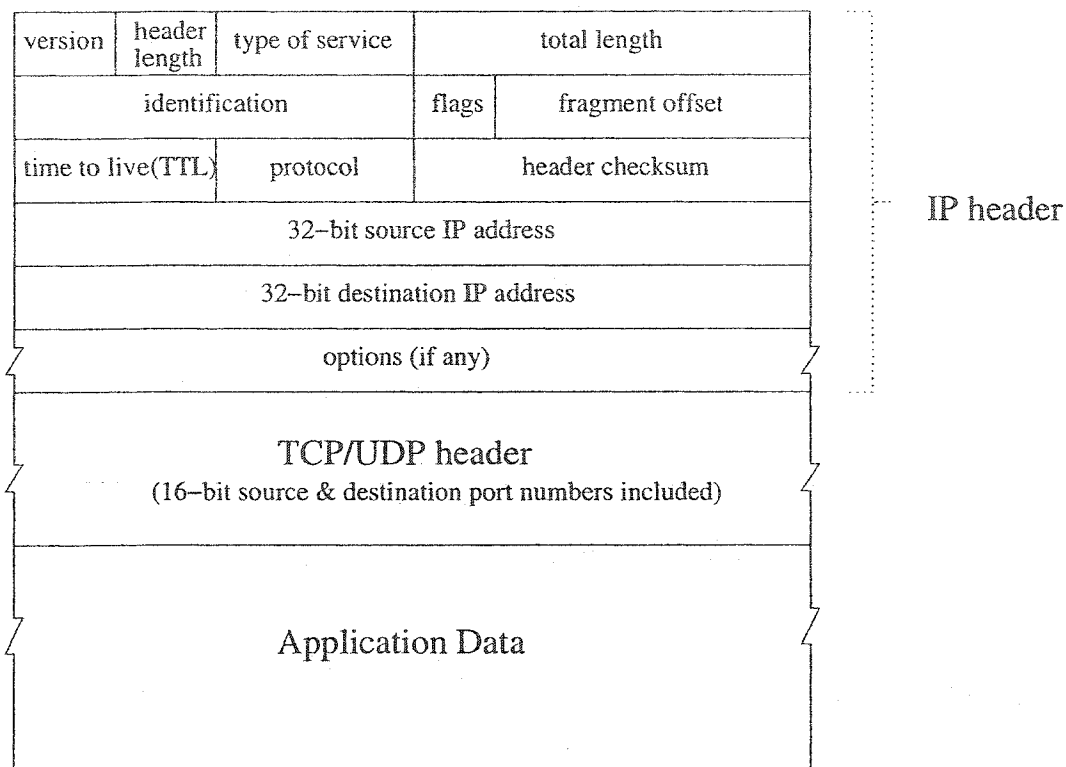 version
header
length
type of service
total length
identification
flags
fragment offset
time to live(TTL)
protocol
header checksum
IP header
32–bit source IP address
32–bit destination IP address
options (if any)
TCP/UDP header
(16–bit source & destination port numbers included)
Application Data